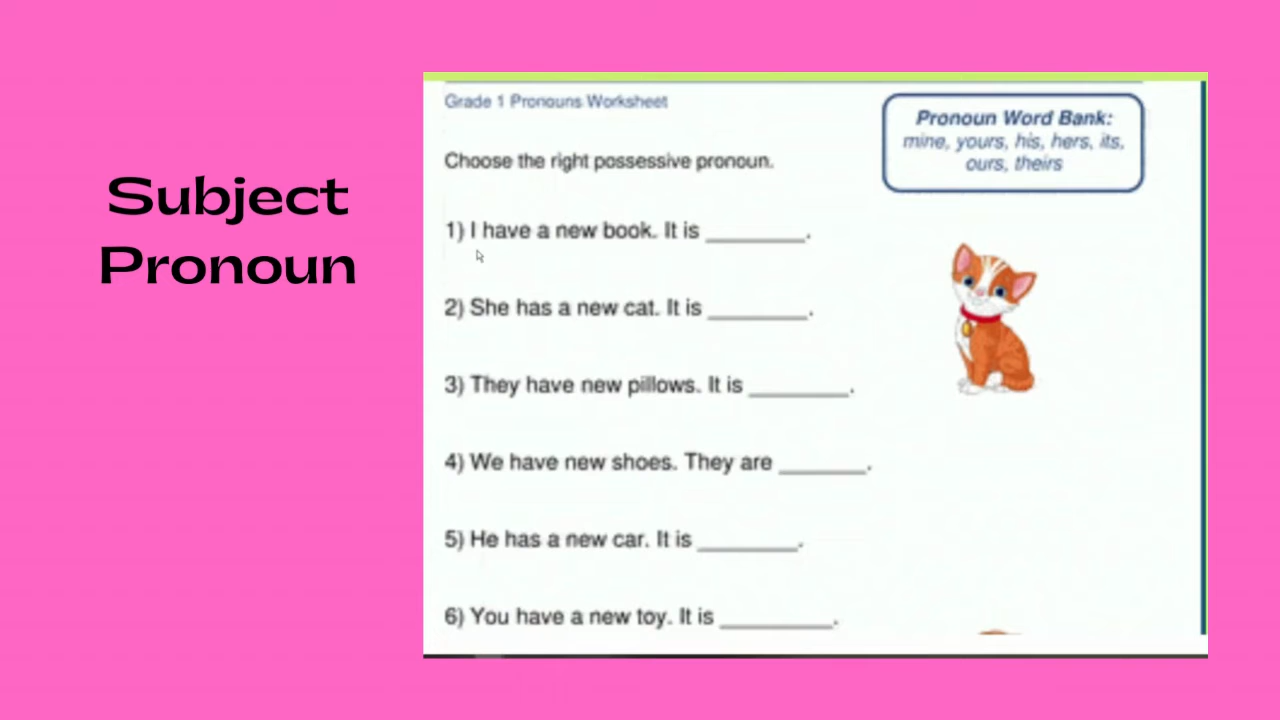 Subject
Pronoun
Grade 1 Pronouns Worksheet
Pronoun Word Bank:
mine, yours, his, hers, its,
ours, theirs
Choose the right possessive pronoun.
1) I have a new book. It is ________.
2) She has a new cat. It is ________.
3) They have new pillows. It is ________.
4) We have new shoes. They are _______.
5) He has a new car. It is ________.
6) You have a new toy. It is _________.